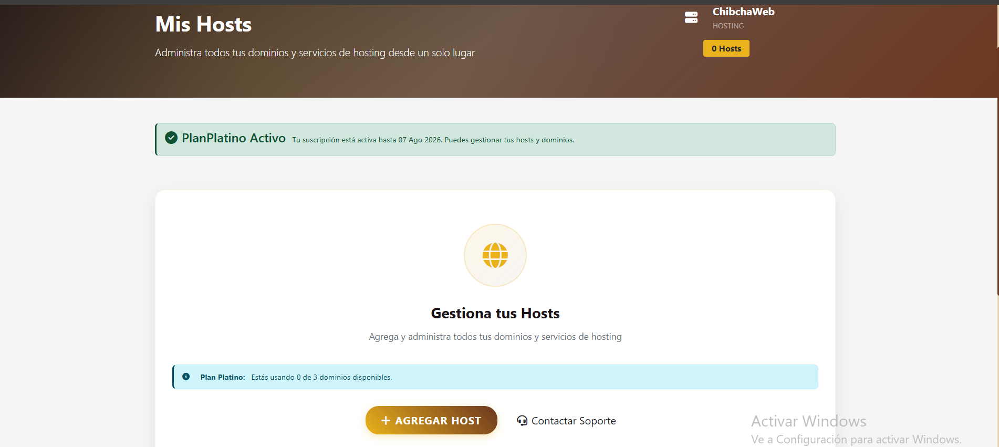 Mis Hosts
Administra todos tus dominios y servicios de hosting desde un solo lugar
ChibchaWeb
HOSTING
0 Hosts
PlanPlatino Activo Tu suscripción está activa hasta 07 Ago 2026. Puedes gestionar tus hosts y dominios.
Gestiona tus Hosts
Agrega y administra todos tus dominios y servicios de hosting
Plan Platino: Estás usando 0 de 3 dominios disponibles.
+ AGREGAR HOST
Contactar Soporte
Activar Windows
Ve a Configuración para activar Windows.